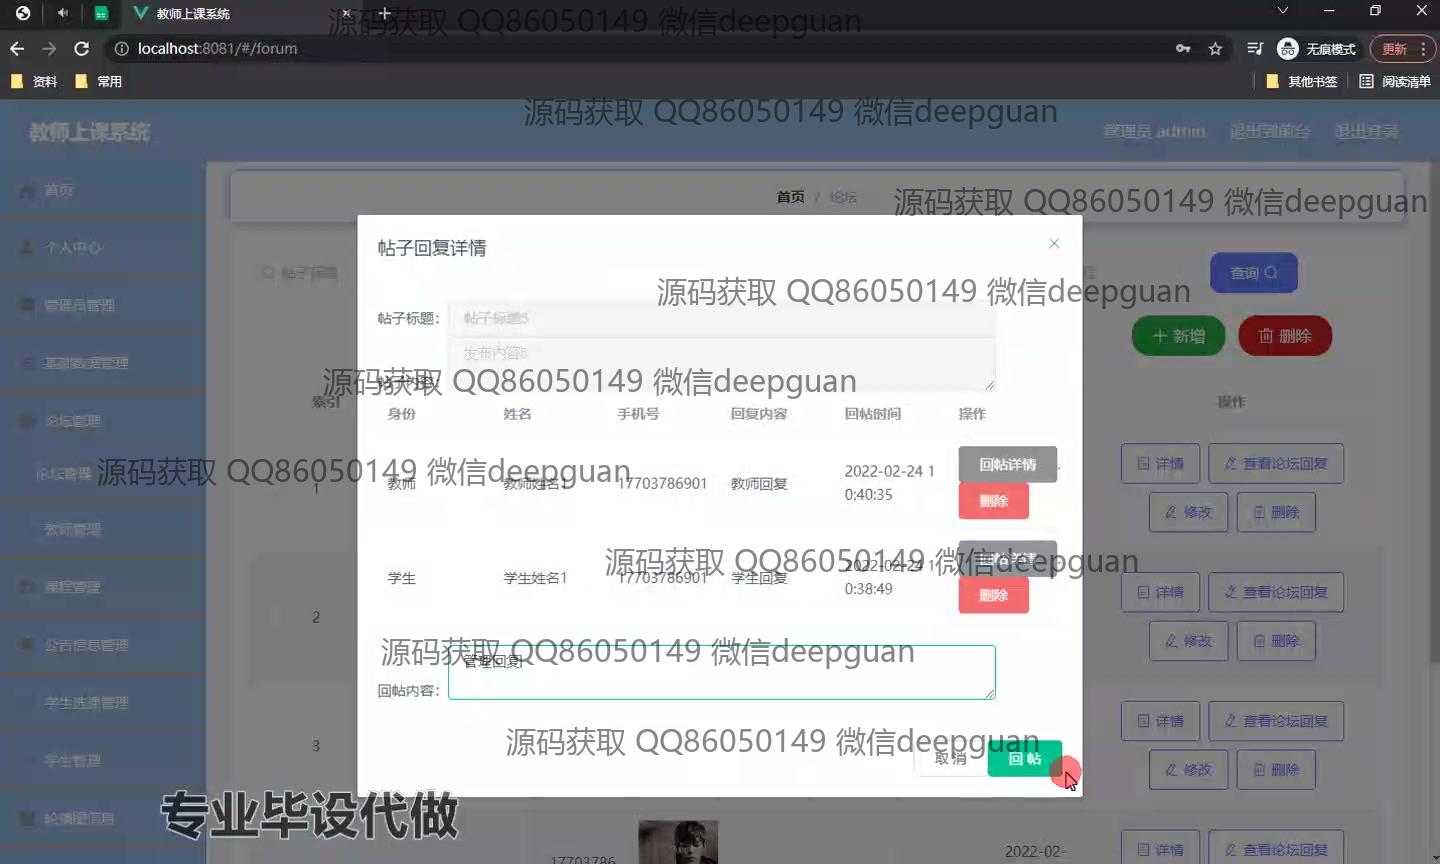 教师上课系统
源码获取 QQ86050149 微信deepguan
localhost:8081/#/forum
无痕模式
更新
资料
常用
其他书签
阅读清单
源码获取 QQ86050149 微信deepguan
教师上课系统
管理员 admin
退出到前台
退出登录
首页
个人中心
管理员管理
基础数据管理
论坛管理
论坛管理
教师管理
课程管理
公告信息管理
学生选课管理
学生管理
轮播图信息
首页 / 论坛
源码获取 QQ86050149 微信deepguan
帖子标题
查询
新增
删除
索引
操作
帖子回复详情
源码获取 QQ86050149 微信deepguan
帖子标题：
帖子标题5
发布内容5
帖子内容：
源码获取 QQ86050149 微信deepguan
身份 姓名 手机号 回复内容 回帖时间 操作
源码获取 QQ86050149 微信deepguan
教师 教师姓名1 17703786901 教师回复 2022-02-24 1
0:40:35
回帖详情
删除
源码获取 QQ86050149 微信deepguan
学生 学生姓名1 17703786901 学生回复 2022-02-24 1
0:38:49
回帖详情
删除
源码获取 QQ86050149 微信deepguan
管理回复
回帖内容：
源码获取 QQ86050149 微信deepguan
取消
回帖
1
详情 查看论坛回复
修改 删除
2
详情 查看论坛回复
修改 删除
3
详情 查看论坛回复
修改 删除
专业毕设代做
17703786
2022-02-
详情 查看论坛回复